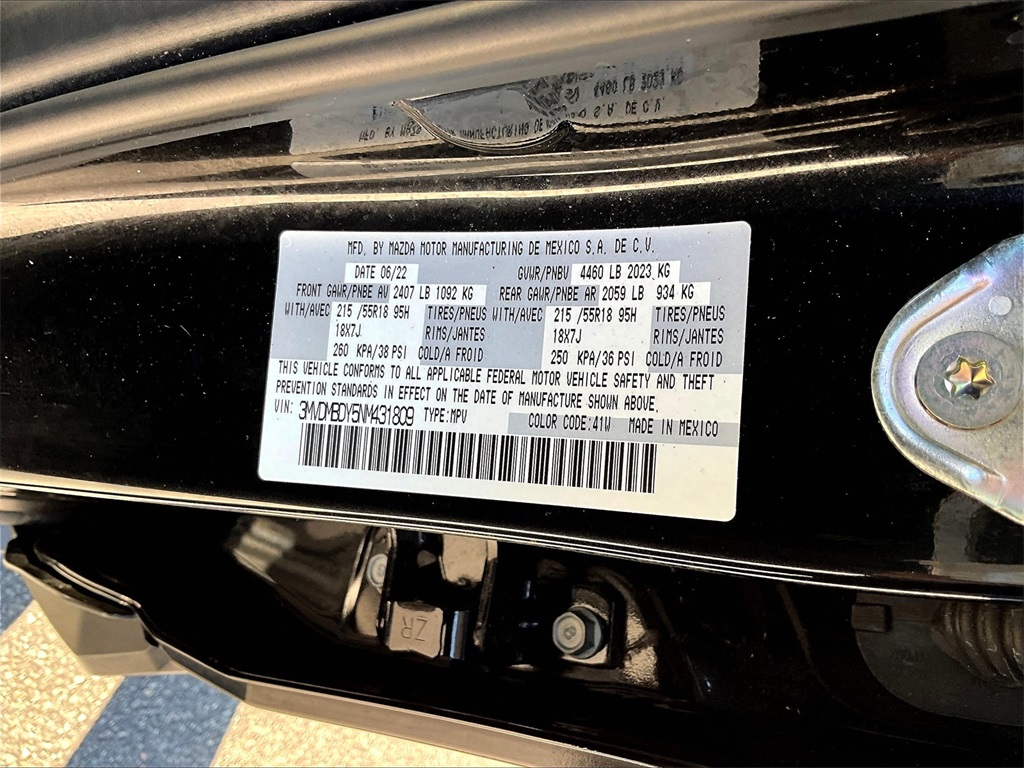 MFD. BY MAZDA MOTOR MANUFACTURING DE MEXICO S.A. DE C.V.
DATE 06/22 GVWR/PNBV 4460 LB 2023 KG
FRONT GAWR/PNBE AV 2407 LB 1092 KG REAR GAWR/PNBE AR 2059 LB 934 KG
WITH/AVEC 215 /55R18 95H TIRES/PNEUS WITH/AVEC 215 /55R18 95H TIRES/PNEUS
18X7J RIMS/JANTES 18X7J RIMS/JANTES
260 KPA/38 PSI COLD/A FROID 250 KPA/36 PSI COLD/A FROID
THIS VEHICLE CONFORMS TO ALL APPLICABLE FEDERAL MOTOR VEHICLE SAFETY AND THEFT
PREVENTION STANDARDS IN EFFECT ON THE DATE OF MANUFACTURE SHOWN ABOVE.
VIN: 3MVDMBDY5NM431809 TYPE:MPV COLOR CODE:41W MADE IN MEXICO
ZR
8